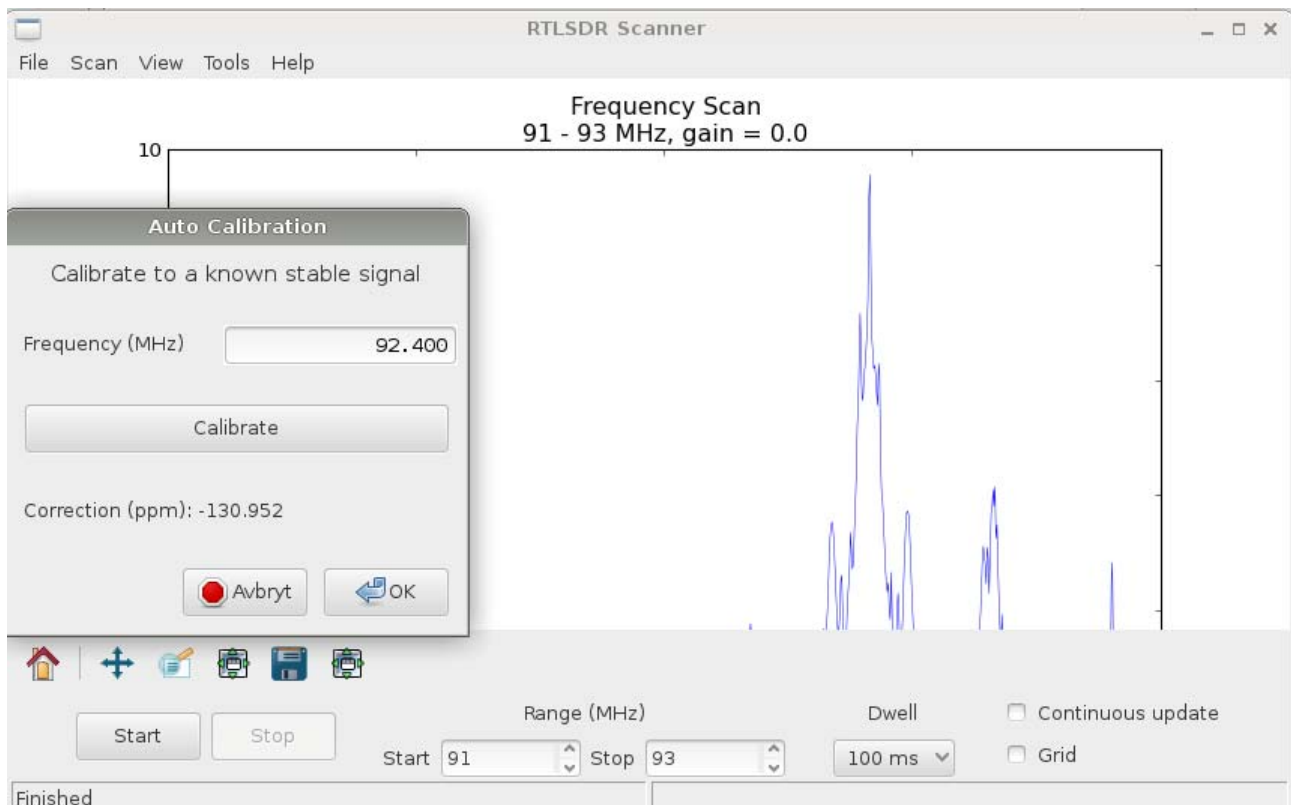 RTLSDR Scanner
File Scan View Tools Help
Frequency Scan
91 - 93 MHz, gain = 0.0
10
Auto Calibration
Calibrate to a known stable signal
Frequency (MHz) 92.400
Calibrate
Correction (ppm): -130.952
Avbryt OK
Range (MHz) Dwell Continuous update
Start Stop Start 91 Stop 93 100 ms Grid
Finished